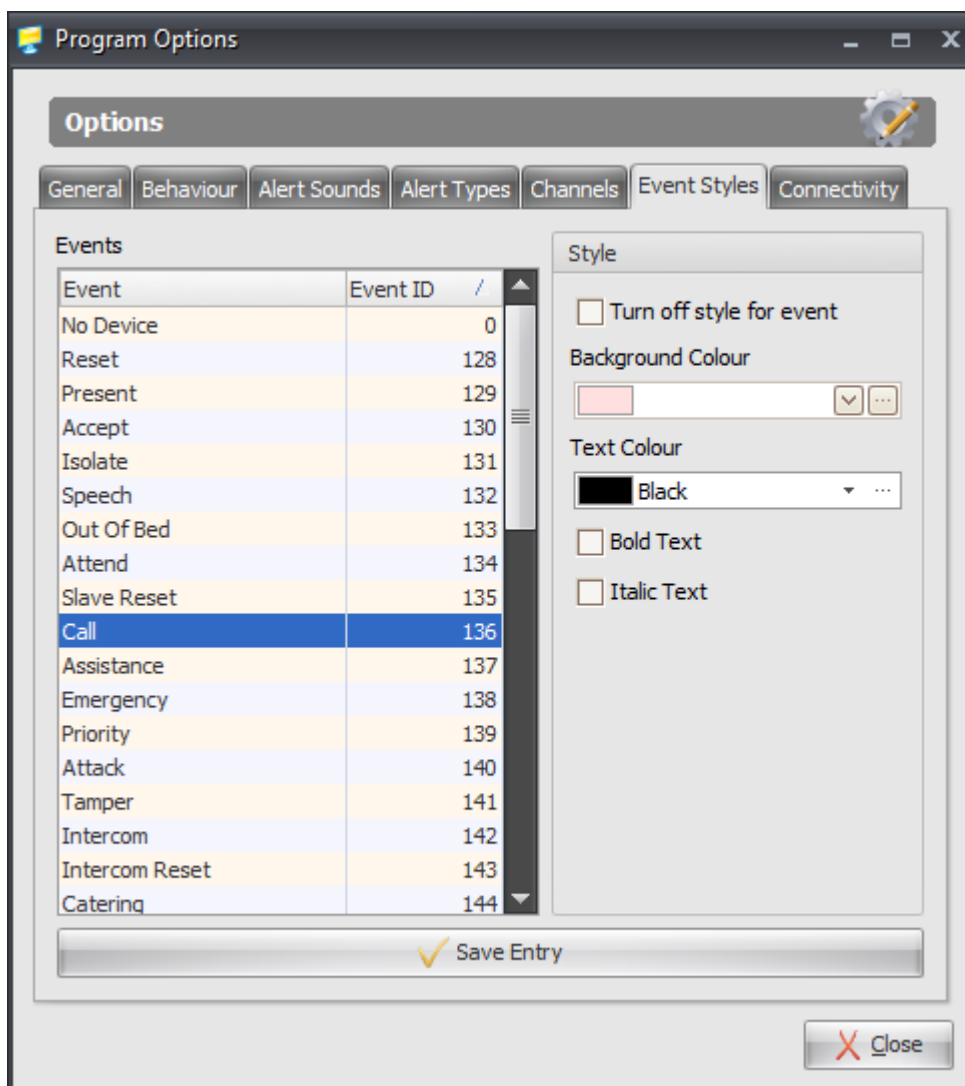 Program Options
Options
General Behaviour Alert Sounds Alert Types Channels Event Styles Connectivity
Events
Event Event ID
No Device 0
Reset 128
Present 129
Accept 130
Isolate 131
Speech 132
Out Of Bed 133
Attend 134
Slave Reset 135
Call 136
Assistance 137
Emergency 138
Priority 139
Attack 140
Tamper 141
Intercom 142
Intercom Reset 143
Catering 144
Style
Turn off style for event
Background Colour
Text Colour
Black
Bold Text
Italic Text
Save Entry
Close